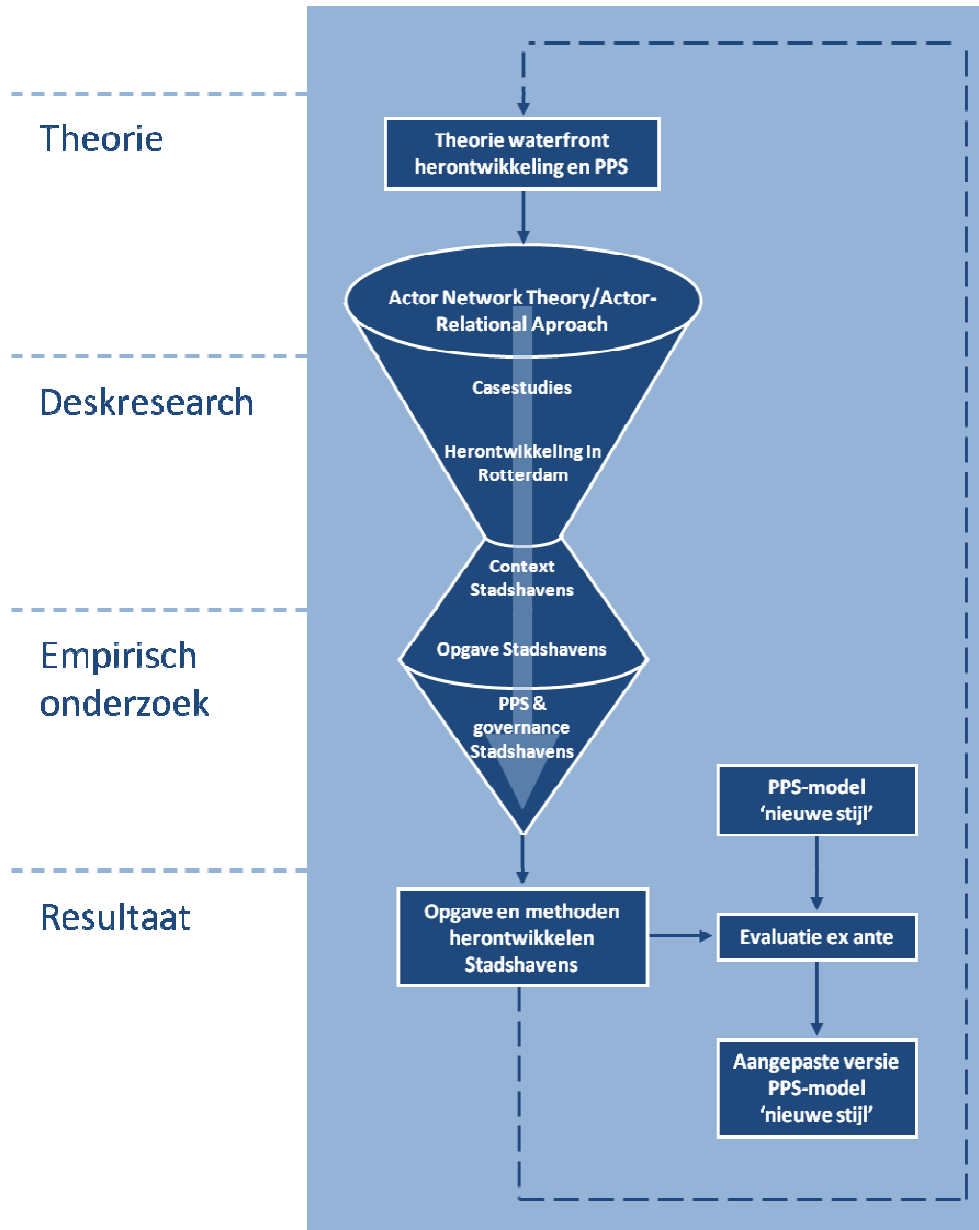 Theorie
Theorie waterfront
herontwikkeling en PPS
Actor Network Theory/Actor-
Relational Aproach
Deskresearch
Casestudies
Herontwikkeling in
Rotterdam
Context
Stadshavens
Empirisch
onderzoek
Opgave Stadshavens
PPS &
governance
Stadshavens
PPS-model
‘nieuwe stijl’
Resultaat
Opgave en methoden
herontwikkelen
Stadshavens
Evaluatie ex ante
Aangepaste versie
PPS-model
‘nieuwe stijl’